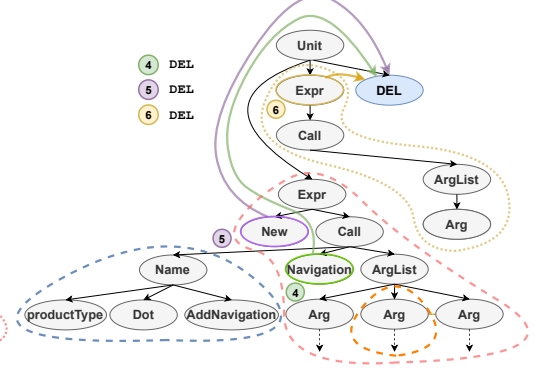 Unit
4 DEL
5 DEL
6 DEL
Expr
DEL
6
Call
ArgList
Arg
Expr
5
New
Call
Name
Navigation
ArgList
4
productType
Dot
AddNavigation
Arg
Arg
Arg